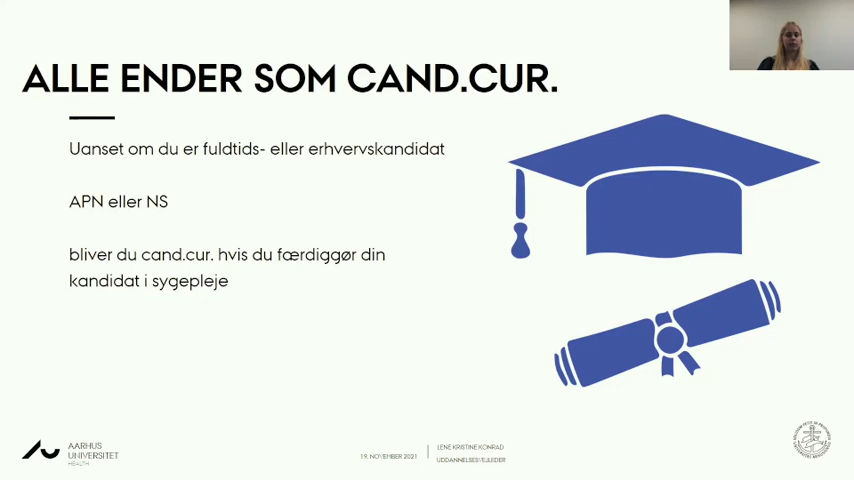 ALLE ENDER SOM CAND.CUR.
Uanset om du er fuldtids- eller erhvervskandidat
APN eller NS
bliver du cand.cur. hvis du færdiggør din
kandidat i sygepleje
AARHUS
UNIVERSITET
HEALTH
19. NOVEMBER 2021
LENE KRISTINE KONRAD
UDDANNELSESVEJLEDER